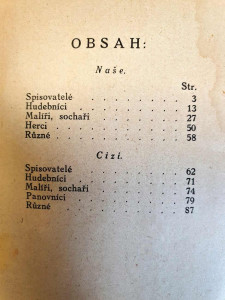 OBSAH:
Naše.
Str.
Spisovatelé . . . . . . . 3
Hudebníci . . . . . . . 13
Malíři, sochaři . . . . . . 27
Herci . . . . . . . . 50
Různé . . . . . . . . 58
Cizí.
Spisovatelé . . . . . . . 62
Hudebníci . . . . . . . 71
Malíři, sochaři . . . . . . 74
Panovníci . . . . . . . 79
Různé . . . . . . . . 87